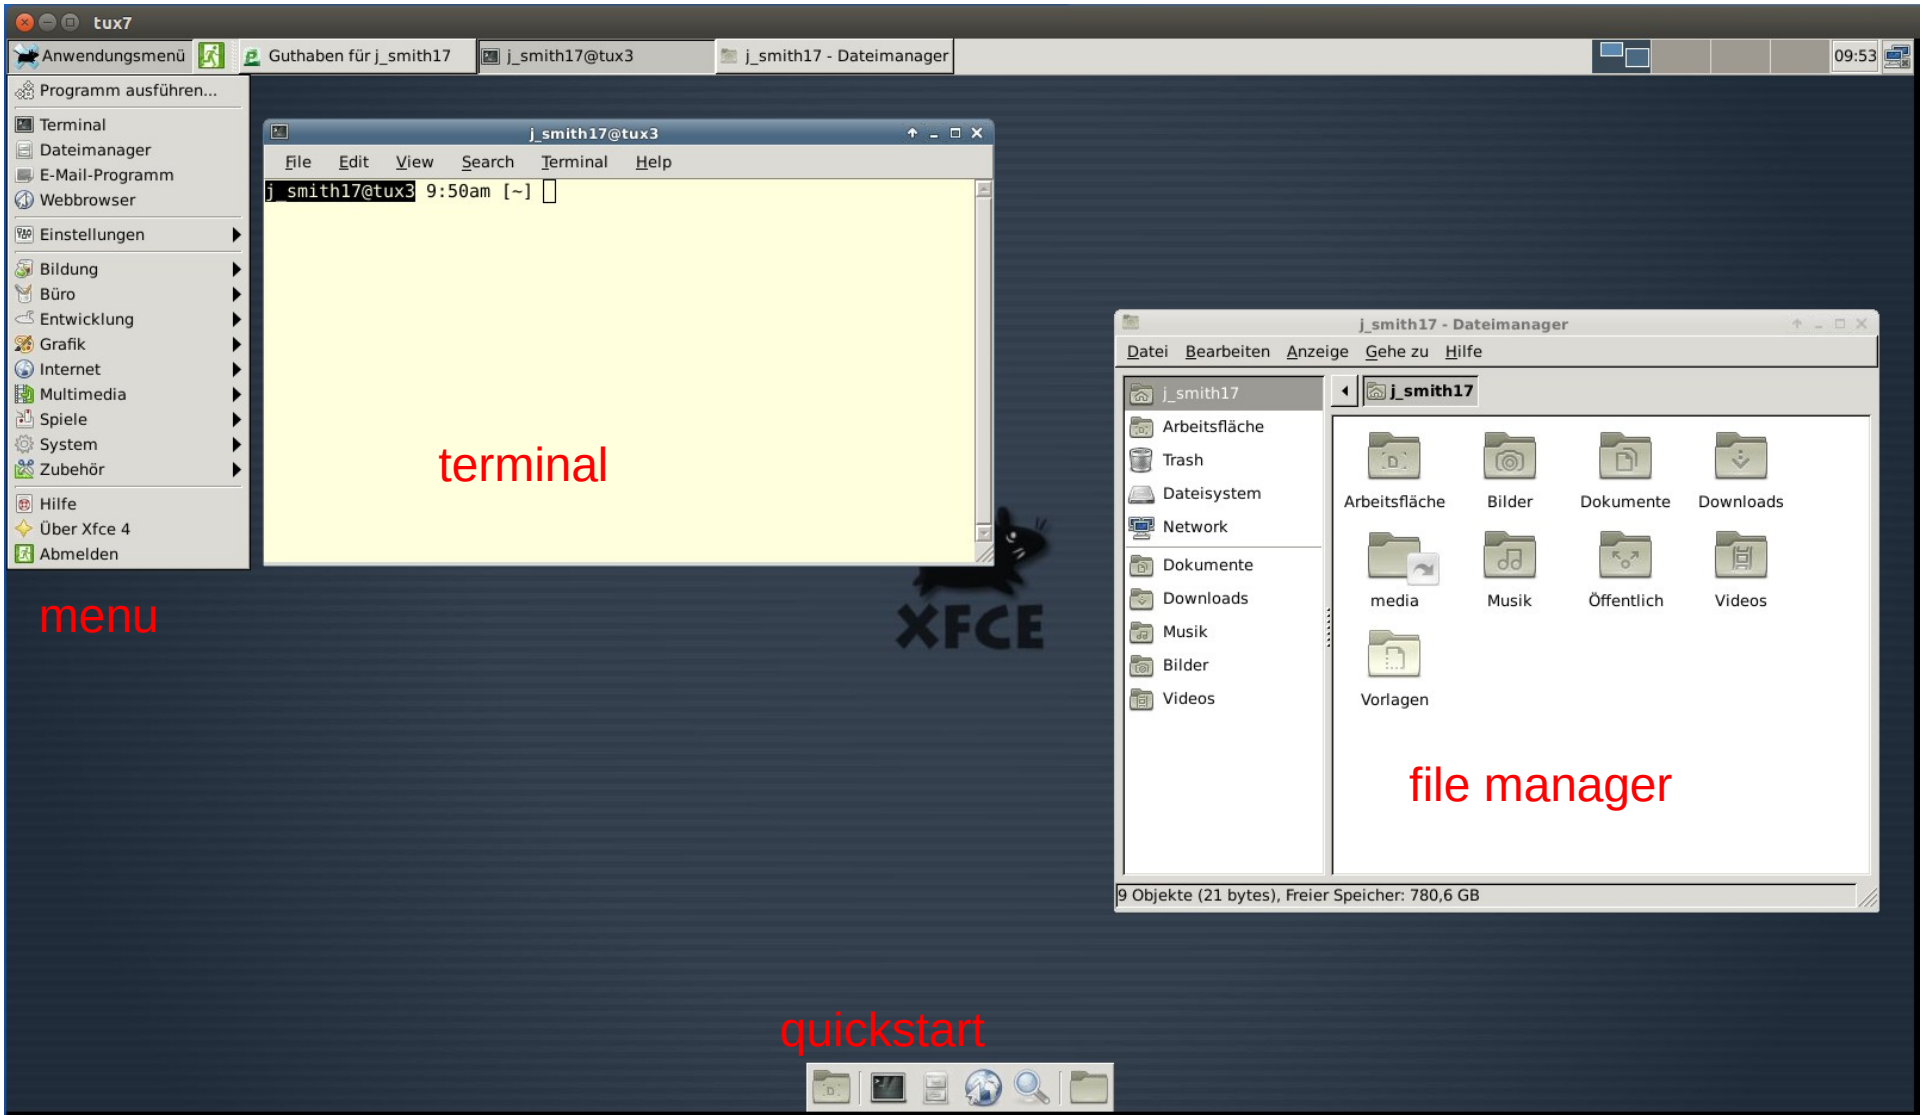 tux7
Anwendungsmenü
Guthaben für j_smith17
j_smith17@tux3
j_smith17 - Dateimanager
09:53
Programm ausführen...
Terminal
Dateimanager
E-Mail-Programm
Webbrowser
Einstellungen
Bildung
Büro
Entwicklung
Grafik
Internet
Multimedia
Spiele
System
Zubehör
Hilfe
Über Xfce 4
Abmelden
menu
j_smith17@tux3
File Edit View Search Terminal Help
j_smith17@tux3 9:50am [~]
terminal
XFCE
j_smith17 - Dateimanager
Datei Bearbeiten Anzeige Gehe zu Hilfe
j_smith17
Arbeitsfläche
Trash
Dateisystem
Network
Dokumente
Downloads
Musik
Bilder
Videos
j_smith17
Arbeitsfläche Bilder Dokumente Downloads
media Musik Öffentlich Videos
Vorlagen
file manager
9 Objekte (21 bytes), Freier Speicher: 780,6 GB
quickstart